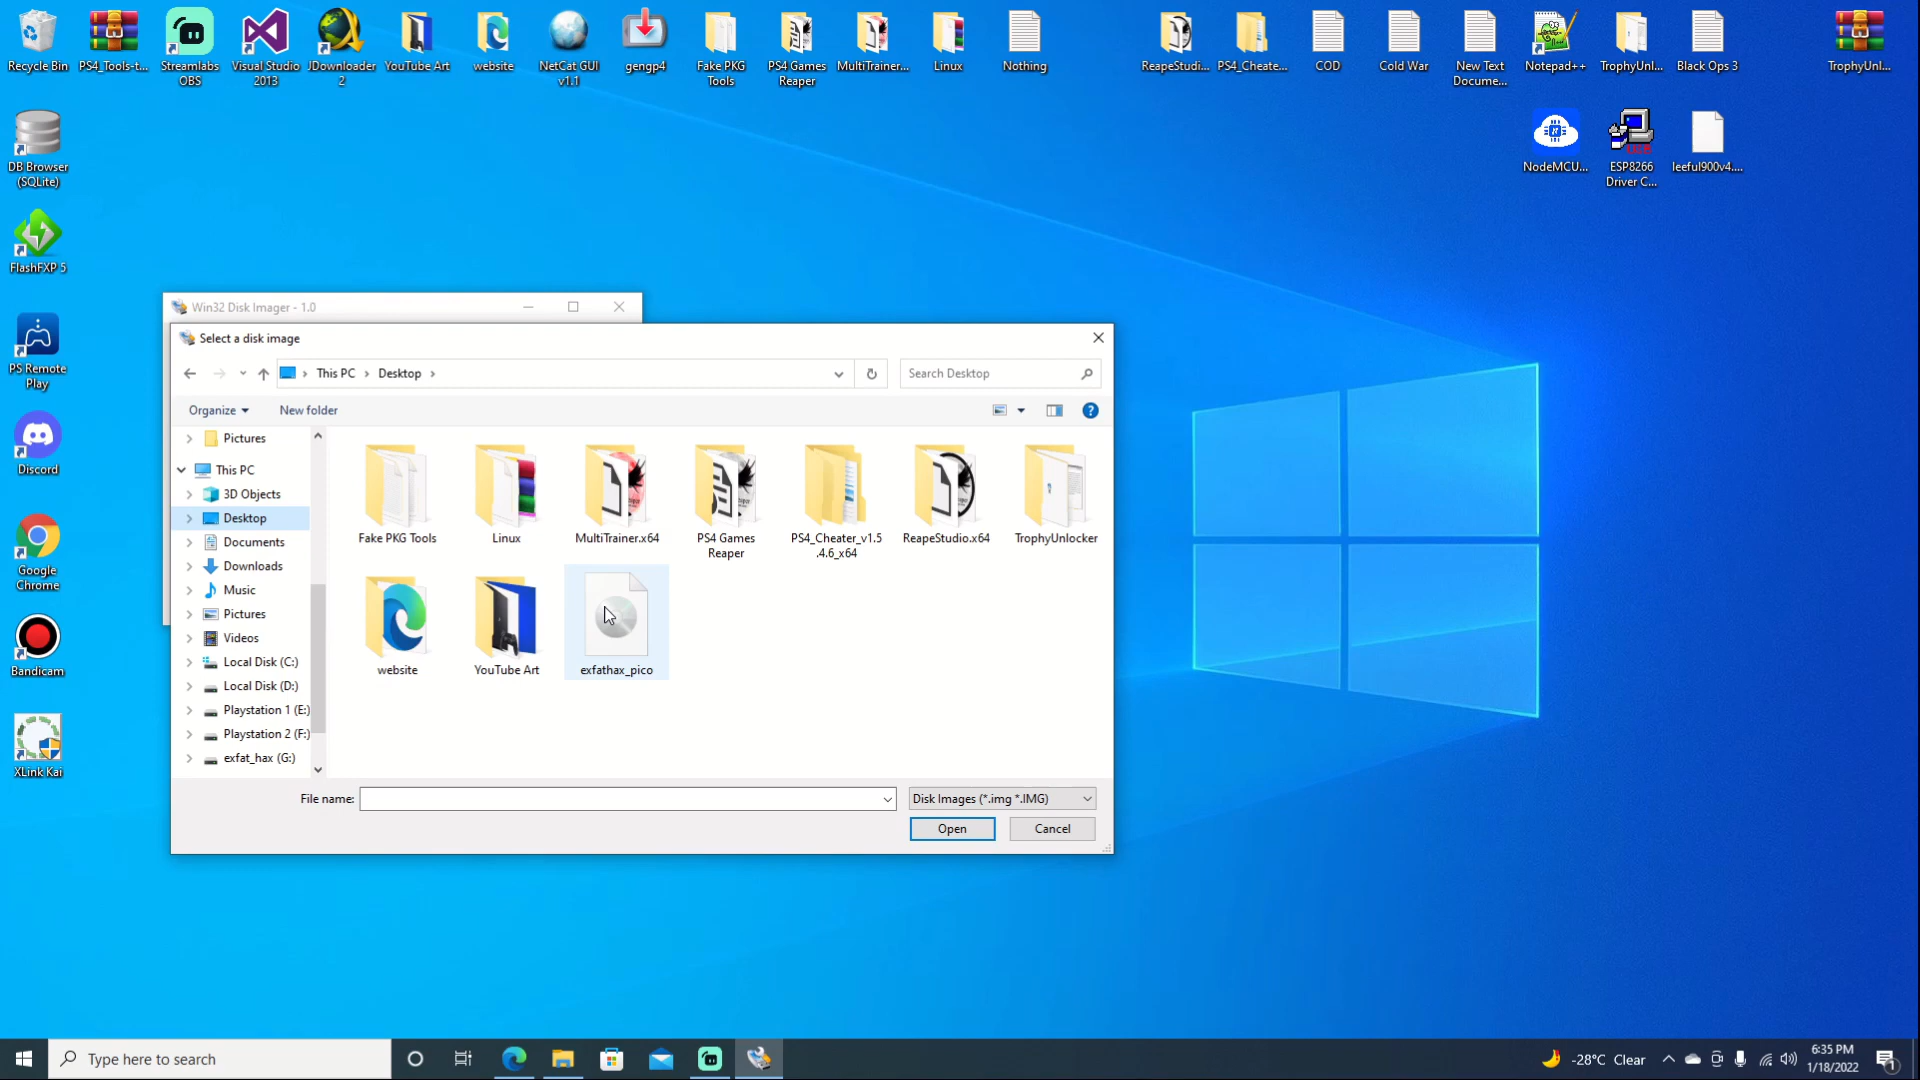 Recycle Bin
PS4_Tools-t...
Streamlabs
OBS
Visual Studio
2013
JDownloader
2
YouTube Art
website
NetCat GUI
v1.1
gengp4
Fake PKG
Tools
PS4 Games
Reaper
MultiTrainer...
Linux
Nothing
ReapeStudi...
PS4_Cheate...
COD
Cold War
New Text
Docume...
Notepad++
TrophyUnl...
Black Ops 3
TrophyUnl...
DB Browser
(SQLite)
NodeMCU...
ESP8266
Driver C...
leeful900v4....
FlashFXP 5
PS Remote
Play
Discord
Google
Chrome
Bandicam
XLink Kai
Win32 Disk Imager - 1.0
Select a disk image
This PC
Desktop
Search Desktop
Organize
New folder
Pictures
This PC
3D Objects
Desktop
Documents
Downloads
Music
Pictures
Videos
Local Disk (C:)
Local Disk (D:)
Playstation 1 (E:)
Playstation 2 (F:)
exfat_hax (G:)
Fake PKG Tools
Linux
MultiTrainer.x64
PS4 Games
Reaper
PS4_Cheater_v1.5
.4.6_x64
ReapeStudio.x64
TrophyUnlocker
website
YouTube Art
exfathax_pico
File name:
Disk Images (*.img *.IMG)
Open
Cancel
Type here to search
-28°C Clear
6:35 PM
1/18/2022